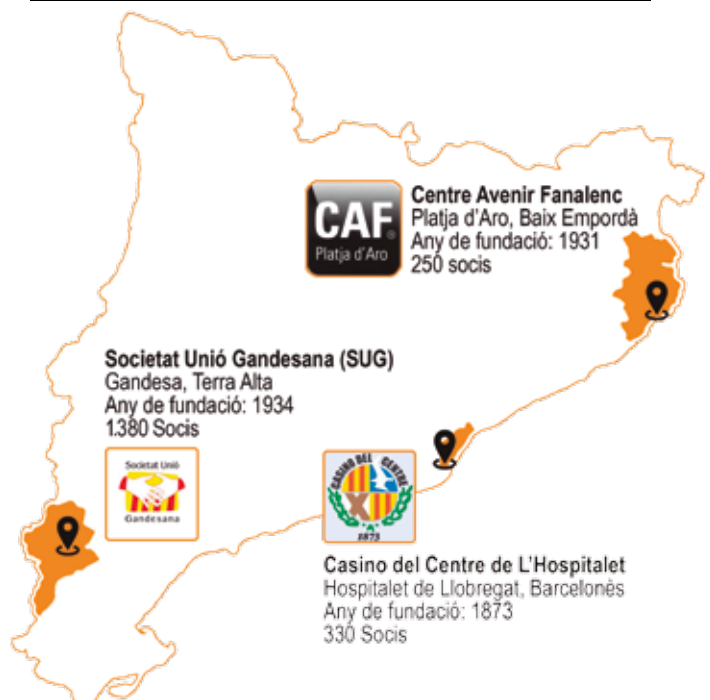 CAF®
Platja d'Aro
Centre Avenir Fanalenc
Platja d'Aro, Baix Empordà
Any de fundació: 1931
250 socis
Societat Unió Gandesana (SUG)
Gandesa, Terra Alta
Any de fundació: 1934
1.380 Socis
Societat Unió
Gandesana
CASINO DEL CENTRE
1873
Casino del Centre de L'Hospitalet
Hospitalet de Llobregat, Barcelonès
Any de fundació: 1873
330 Socis